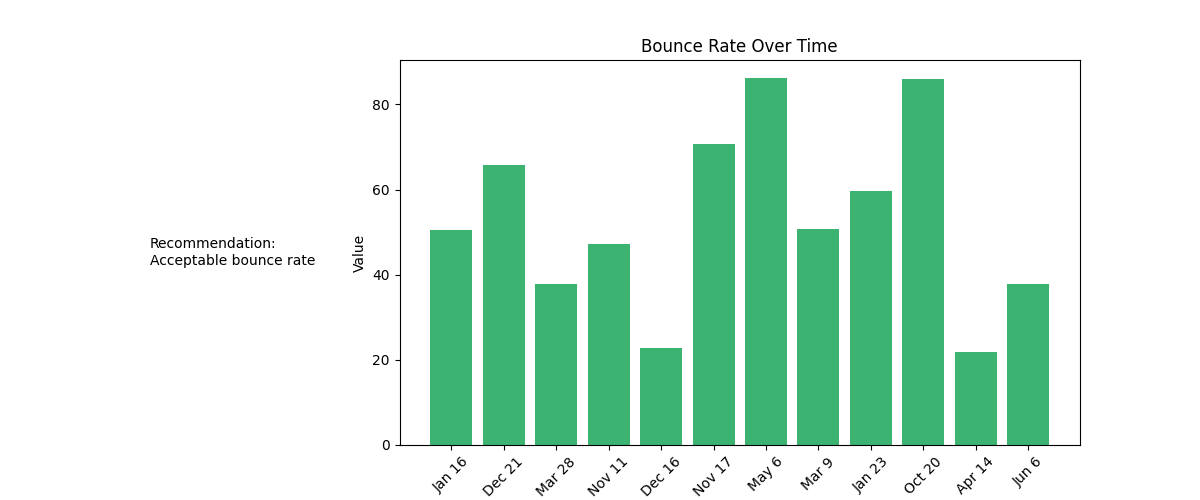 Bounce Rate Over Time
Recommendation:
Acceptable bounce rate
Value
80
60
40
20
0
Jan 16
Dec 21
Mar 28
Nov 11
Dec 16
Nov 17
May 6
Mar 9
Jan 23
Oct 20
Apr 14
Jun 6